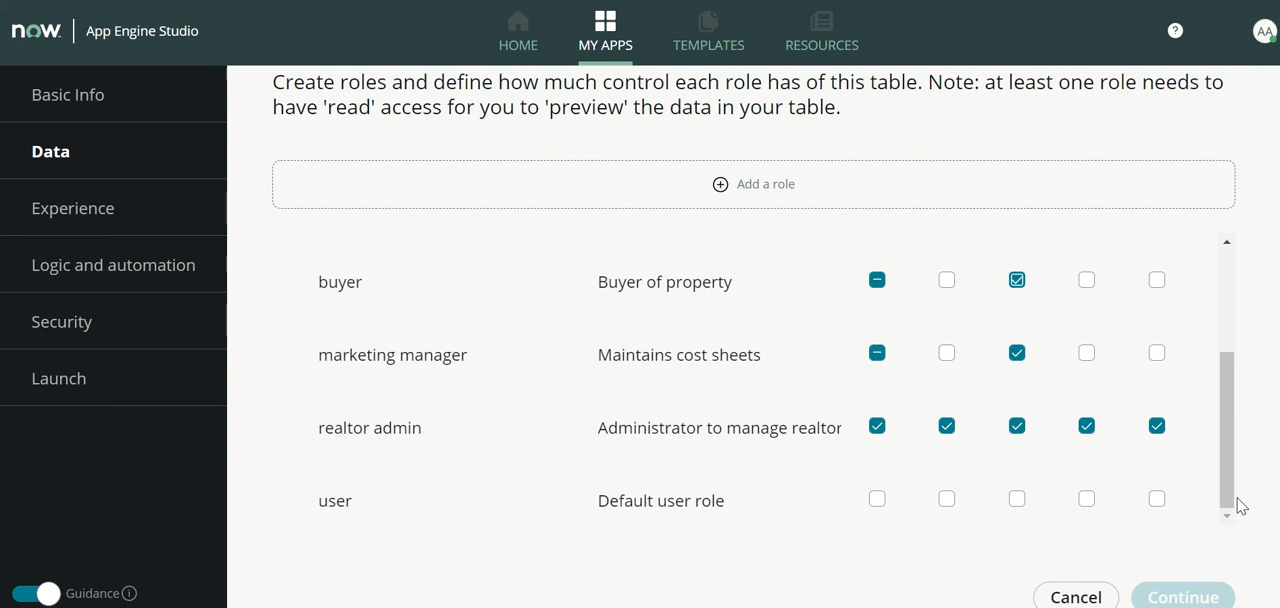 now
App Engine Studio
HOME
MY APPS
TEMPLATES
RESOURCES
?
AA
Basic Info
Data
Experience
Logic and automation
Security
Launch
Guidance
Create roles and define how much control each role has of this table. Note: at least one role needs to
have 'read' access for you to 'preview' the data in your table.
Add a role
buyer Buyer of property
marketing manager Maintains cost sheets
realtor admin Administrator to manage realtor
user Default user role
Cancel
Continue